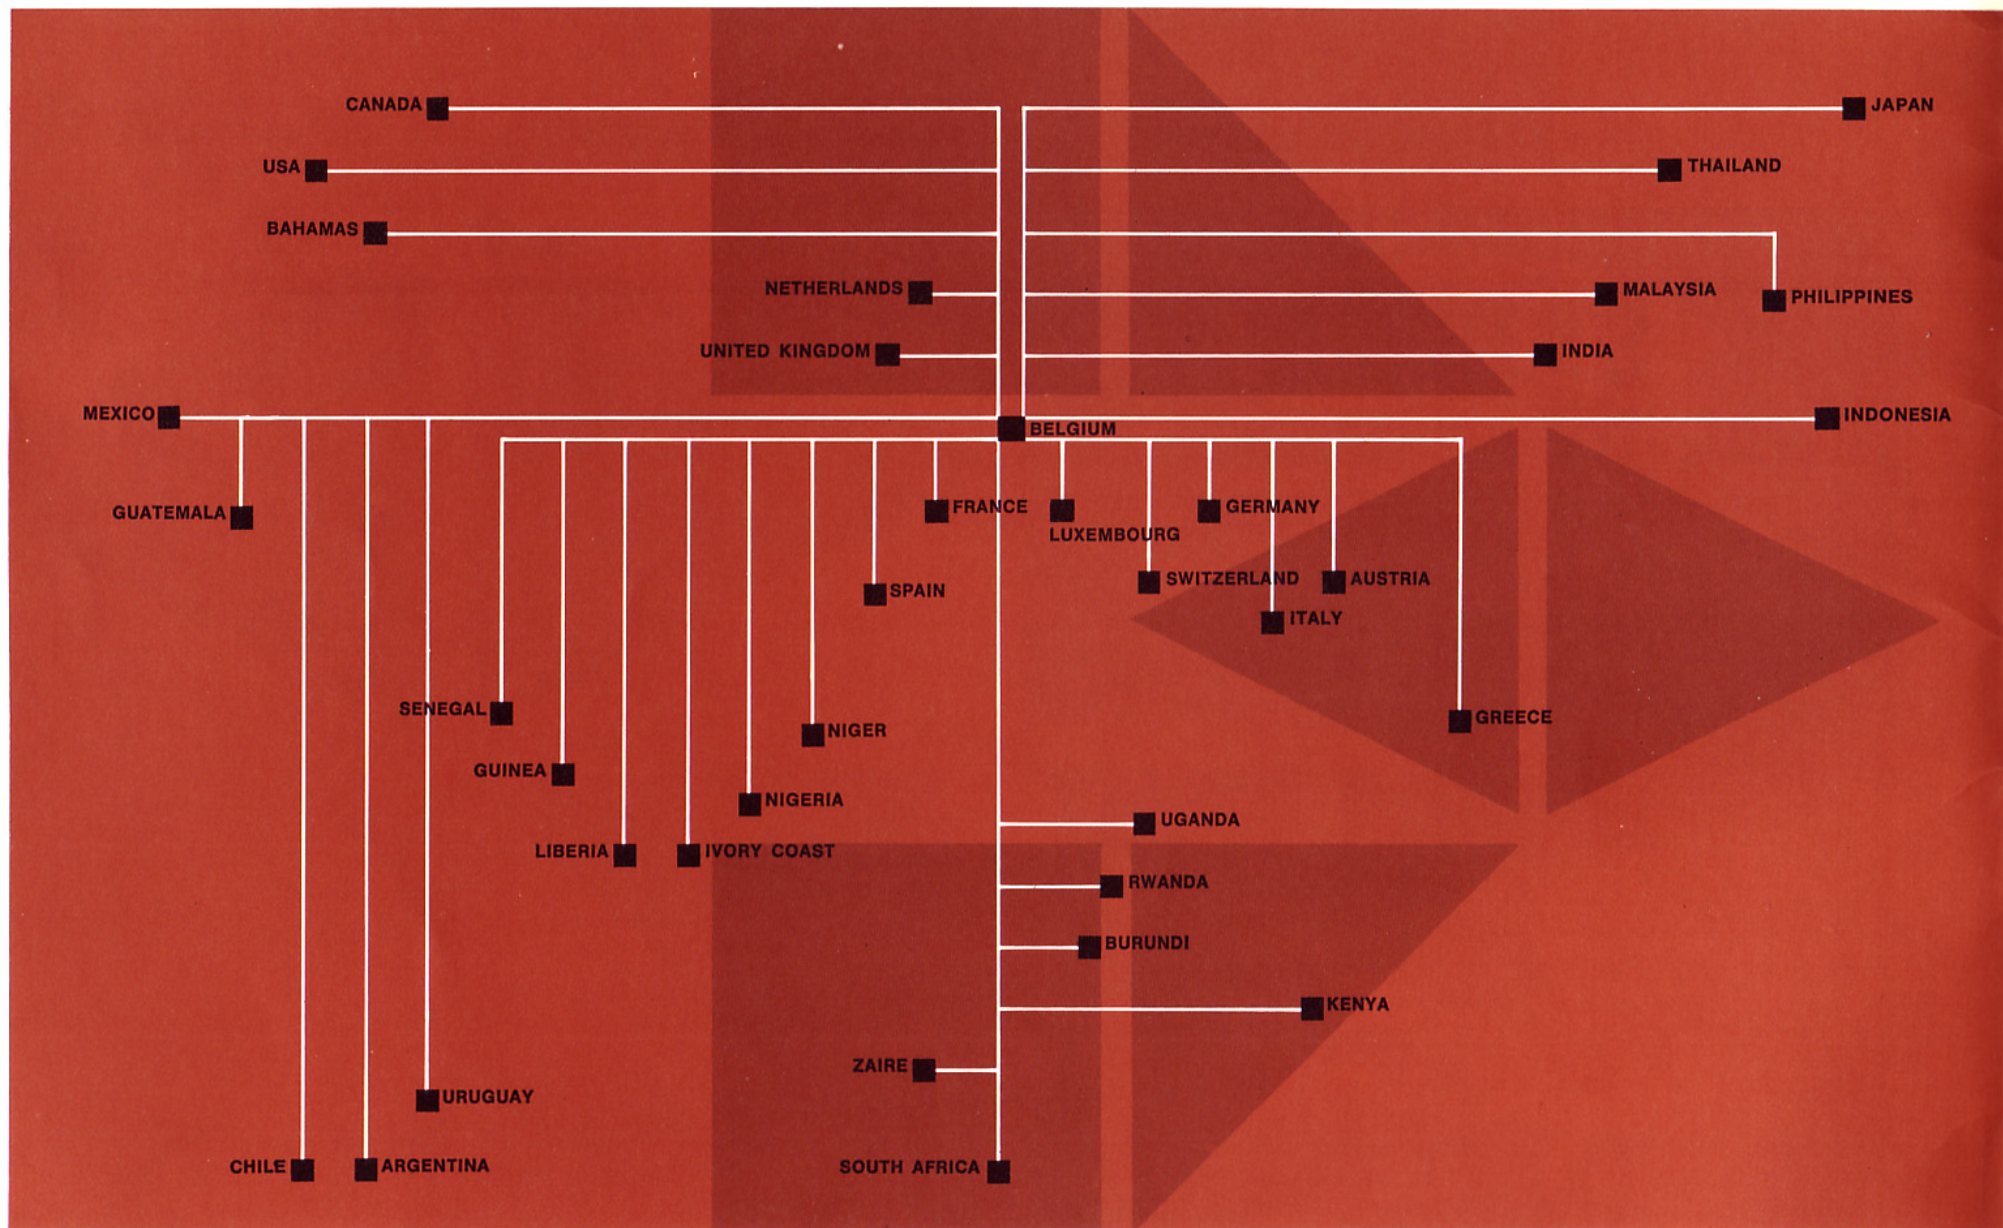 CANADA
JAPAN
USA
THAILAND
BAHAMAS
NETHERLANDS
MALAYSIA
PHILIPPINES
UNITED KINGDOM
INDIA
MEXICO
BELGIUM
INDONESIA
GUATEMALA
FRANCE
LUXEMBOURG
GERMANY
SWITZERLAND
AUSTRIA
SPAIN
ITALY
SENEGAL
GREECE
NIGER
GUINEA
NIGERIA
UGANDA
LIBERIA
IVORY COAST
RWANDA
BURUNDI
KENYA
ZAIRE
URUGUAY
CHILE
ARGENTINA
SOUTH AFRICA